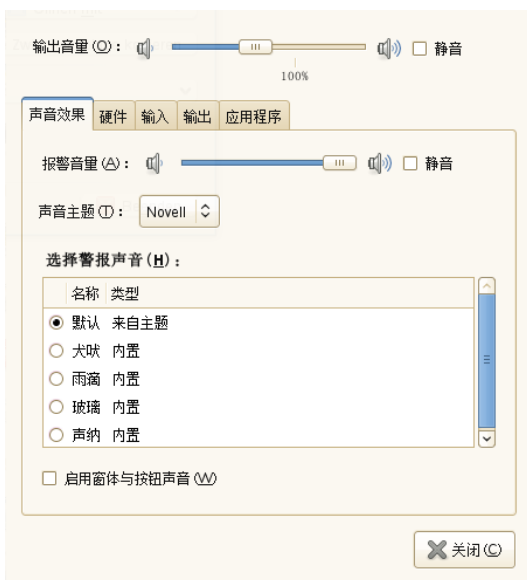 输出音量(O)： 静音
100%
声音效果 硬件 输入 输出 应用程序
报警音量(A)： 静音
声音主题(T)： Novell
选择警报声音(H)：
名称 类型
默认 来自主题
犬吠 内置
雨滴 内置
玻璃 内置
声纳 内置
启用窗体与按钮声音(W)
关闭(C)